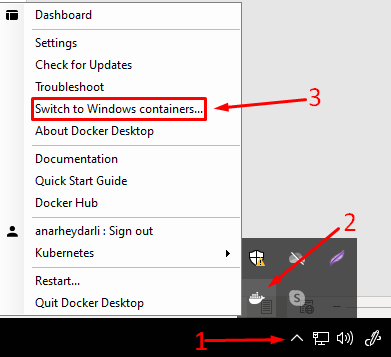 Dashboard
Settings
Check for Updates
Troubleshoot
Switch to Windows containers...
3
About Docker Desktop
Documentation
Quick Start Guide
Docker Hub
anarheydarli : Sign out
2
Kubernetes
Restart...
Quit Docker Desktop
1